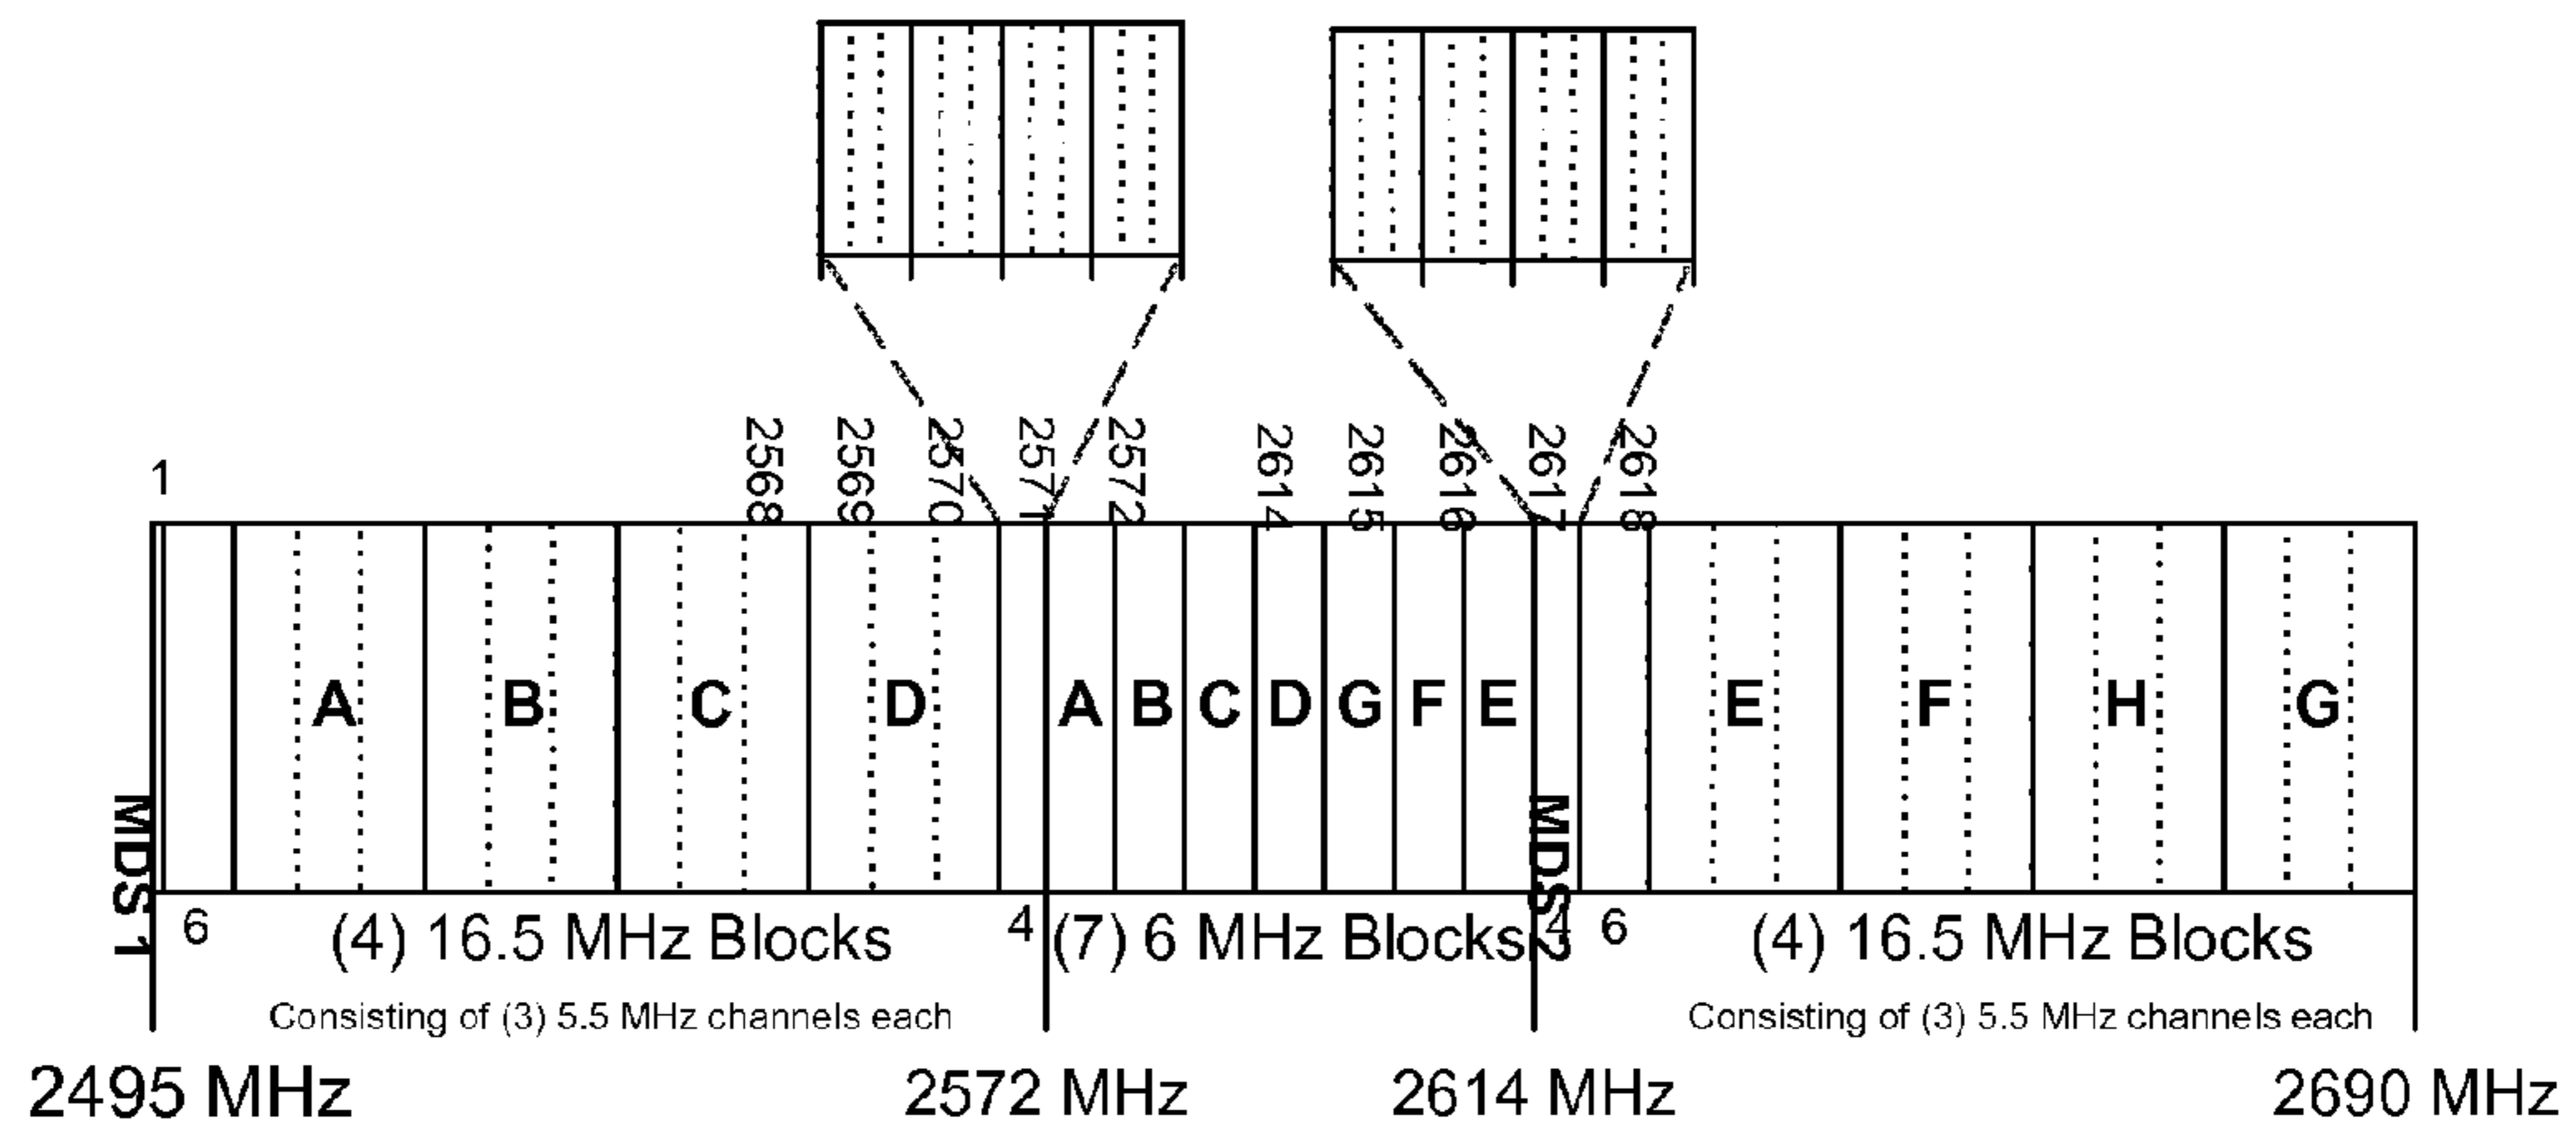 2568 2569 2570 2571 2572 2614 2615 2616 2617 2618
1
A B C D A B C D G F E E F H G
MDS 1
MDS 2
6 (4) 16.5 MHz Blocks 4 (7) 6 MHz Blocks 4 6 (4) 16.5 MHz Blocks
Consisting of (3) 5.5 MHz channels each Consisting of (3) 5.5 MHz channels each
2495 MHz 2572 MHz 2614 MHz 2690 MHz